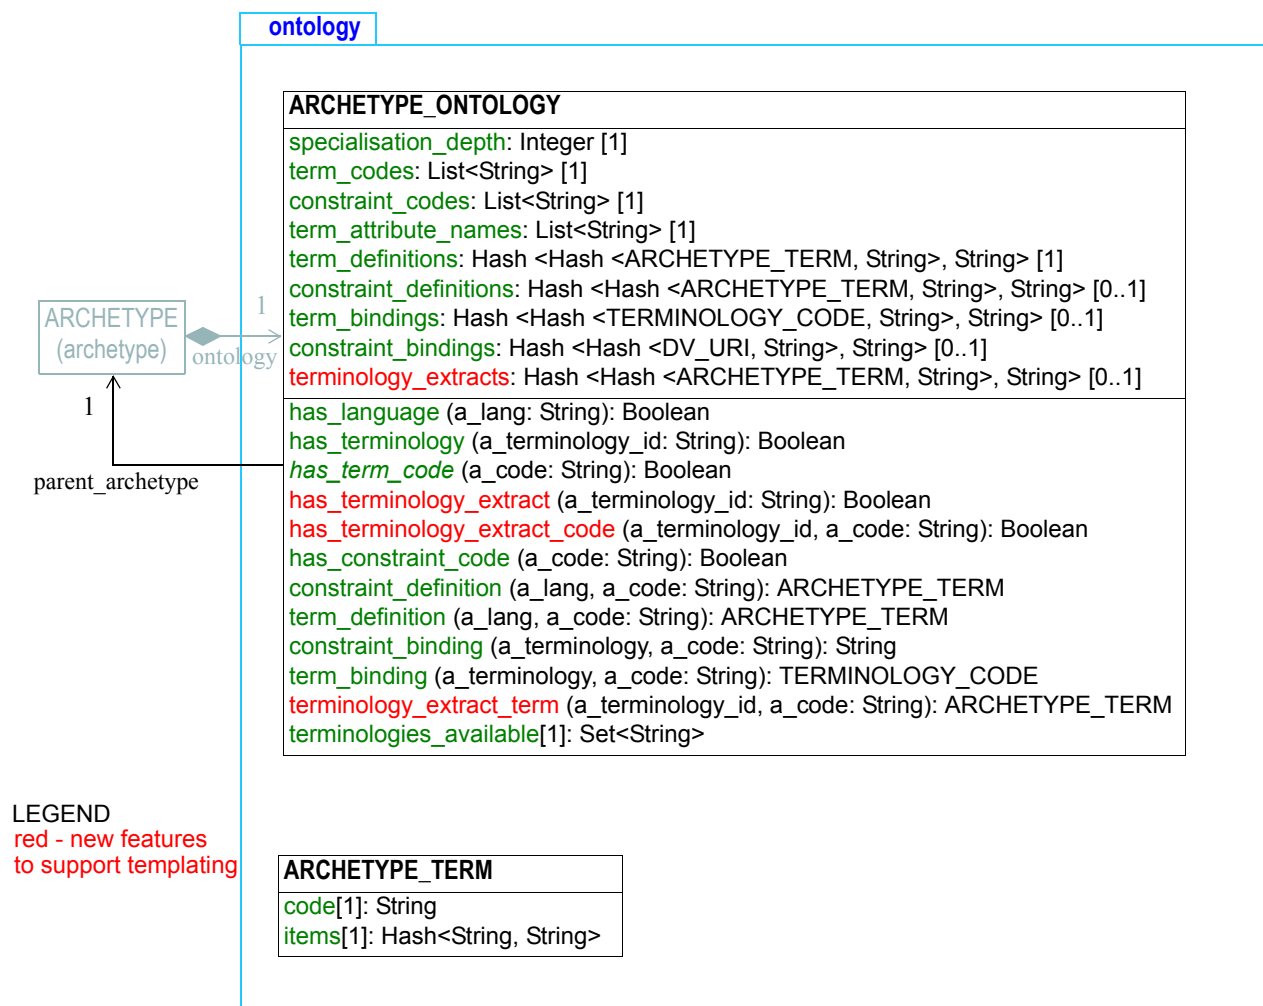 ontology
ARCHETYPE_ONTOLOGY
specialisation_depth: Integer [1]
term_codes: List<String> [1]
constraint_codes: List<String> [1]
term_attribute_names: List<String> [1]
term_definitions: Hash <Hash <ARCHETYPE_TERM, String>, String> [1]
constraint_definitions: Hash <Hash <ARCHETYPE_TERM, String>, String> [0..1]
term_bindings: Hash <Hash <TERMINOLOGY_CODE, String>, String> [0..1]
constraint_bindings: Hash <Hash <DV_URI, String>, String> [0..1]
terminology_extracts: Hash <Hash <ARCHETYPE_TERM, String>, String> [0..1]
has_language (a_lang: String): Boolean
has_terminology (a_terminology_id: String): Boolean
has_term_code (a_code: String): Boolean
has_terminology_extract (a_terminology_id: String): Boolean
has_terminology_extract_code (a_terminology_id, a_code: String): Boolean
has_constraint_code (a_code: String): Boolean
constraint_definition (a_lang, a_code: String): ARCHETYPE_TERM
term_definition (a_lang, a_code: String): ARCHETYPE_TERM
constraint_binding (a_terminology, a_code: String): String
term_binding (a_terminology, a_code: String): TERMINOLOGY_CODE
terminology_extract_term (a_terminology_id, a_code: String): ARCHETYPE_TERM
terminologies_available[1]: Set<String>
ARCHETYPE
(archetype)
1
ontology
1
parent_archetype
LEGEND
red - new features
to support templating
ARCHETYPE_TERM
code[1]: String
items[1]: Hash<String, String>